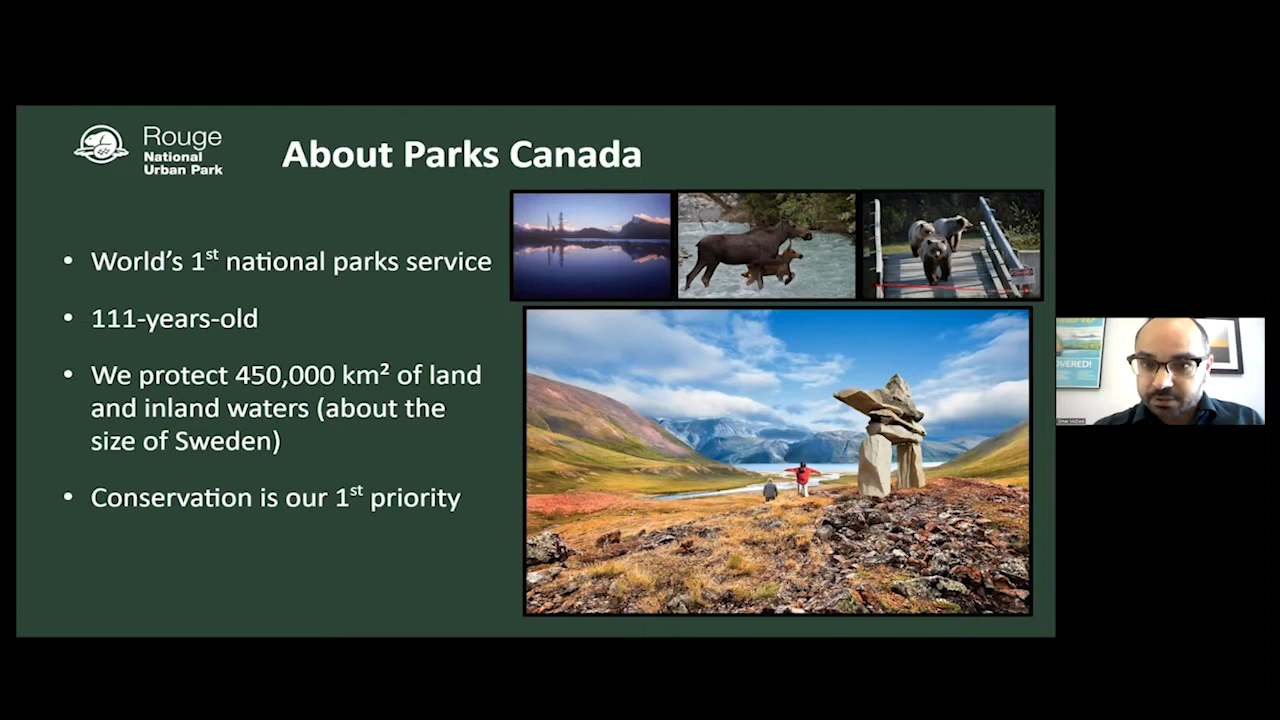 Rouge
National
Urban Park
About Parks Canada
• World's 1st national parks service
• 111-years-old
• We protect 450,000 km² of land
and inland waters (about the
size of Sweden)
• Conservation is our 1st priority